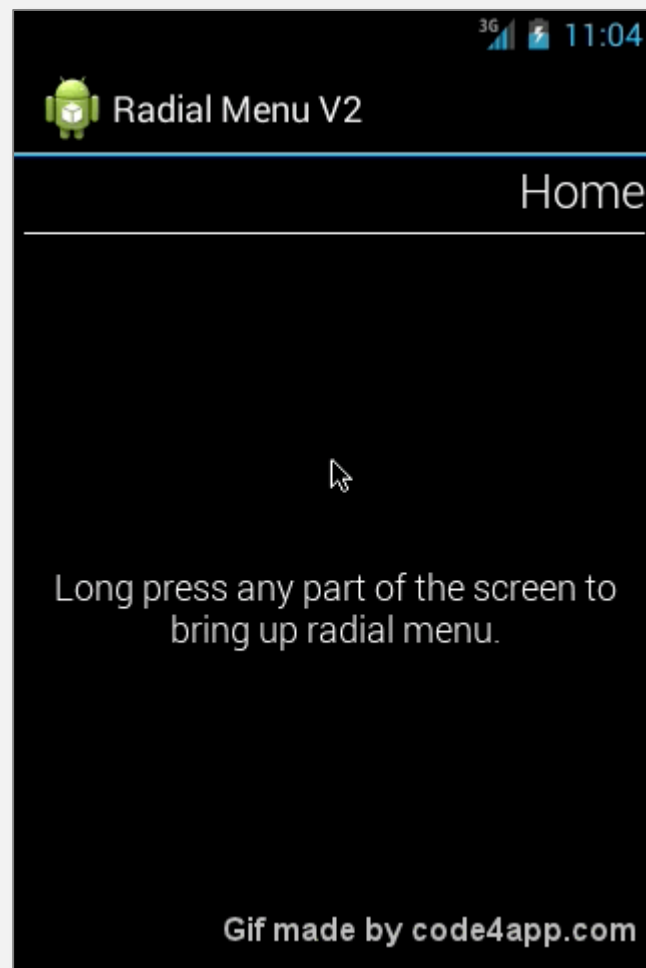 3G 11:04
Radial Menu V2
Home
Long press any part of the screen to
bring up radial menu.
Gif made by code4app.com